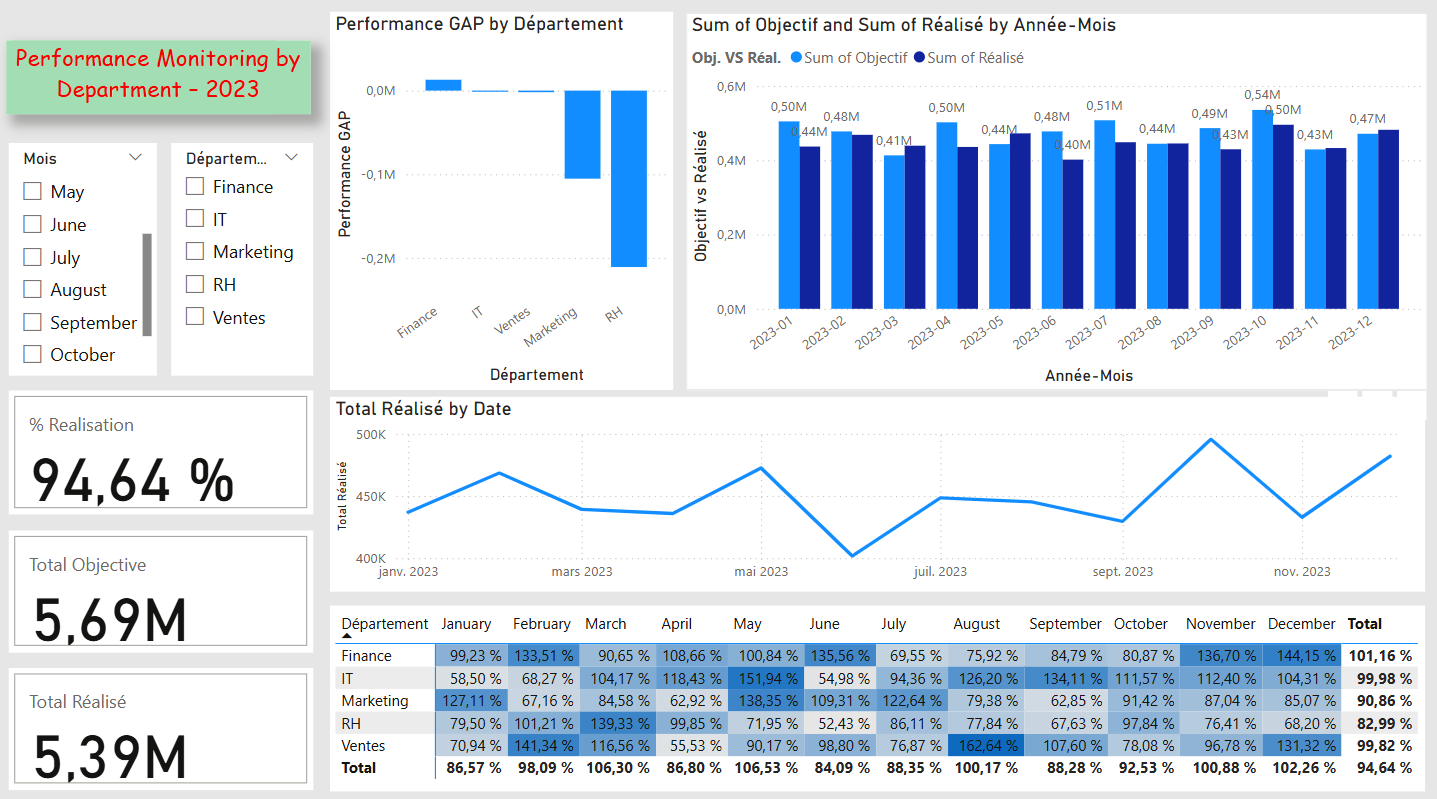 Performance Monitoring by
Department – 2023
Mois
May
June
July
August
September
October
Départem...
Finance
IT
Marketing
RH
Ventes
% Realisation
94,64 %
Total Objective
5,69M
Total Réalisé
5,39M
Performance GAP by Département
Performance GAP
0,0M
-0,1M
-0,2M
Finance
IT
Ventes
Marketing
RH
Département
Sum of Objectif and Sum of Réalisé by Année-Mois
Obj. VS Réal. Sum of Objectif Sum of Réalisé
Objectif vs Réalisé
0,6M
0,4M
0,2M
0,0M
0,50M 0,44M 0,48M 0,41M 0,50M 0,44M 0,48M 0,40M 0,51M 0,44M 0,49M 0,43M 0,54M 0,50M 0,43M 0,47M
2023-01 2023-02 2023-03 2023-04 2023-05 2023-06 2023-07 2023-08 2023-09 2023-10 2023-11 2023-12
Année-Mois
Total Réalisé by Date
Total Réalisé
500K
450K
400K
janv. 2023 mars 2023 mai 2023 juil. 2023 sept. 2023 nov. 2023
Département January February March April May June July August September October November December Total
Finance 99,23 % 133,51 % 90,65 % 108,66 % 100,84 % 135,56 % 69,55 % 75,92 % 84,79 % 80,87 % 136,70 % 144,15 % 101,16 %
IT 58,50 % 68,27 % 104,17 % 118,43 % 151,94 % 54,98 % 94,36 % 126,20 % 134,11 % 111,57 % 112,40 % 104,31 % 99,98 %
Marketing 127,11 % 67,16 % 84,58 % 62,92 % 138,35 % 109,31 % 122,64 % 79,38 % 62,85 % 91,42 % 87,04 % 85,07 % 90,86 %
RH 79,50 % 101,21 % 139,33 % 99,85 % 71,95 % 52,43 % 86,11 % 77,84 % 67,63 % 97,84 % 76,41 % 68,20 % 82,99 %
Ventes 70,94 % 141,34 % 116,56 % 55,53 % 90,17 % 98,80 % 76,87 % 162,64 % 107,60 % 78,08 % 96,78 % 131,32 % 99,82 %
Total 86,57 % 98,09 % 106,30 % 86,80 % 106,53 % 84,09 % 88,35 % 100,17 % 88,28 % 92,53 % 100,88 % 102,26 % 94,64 %